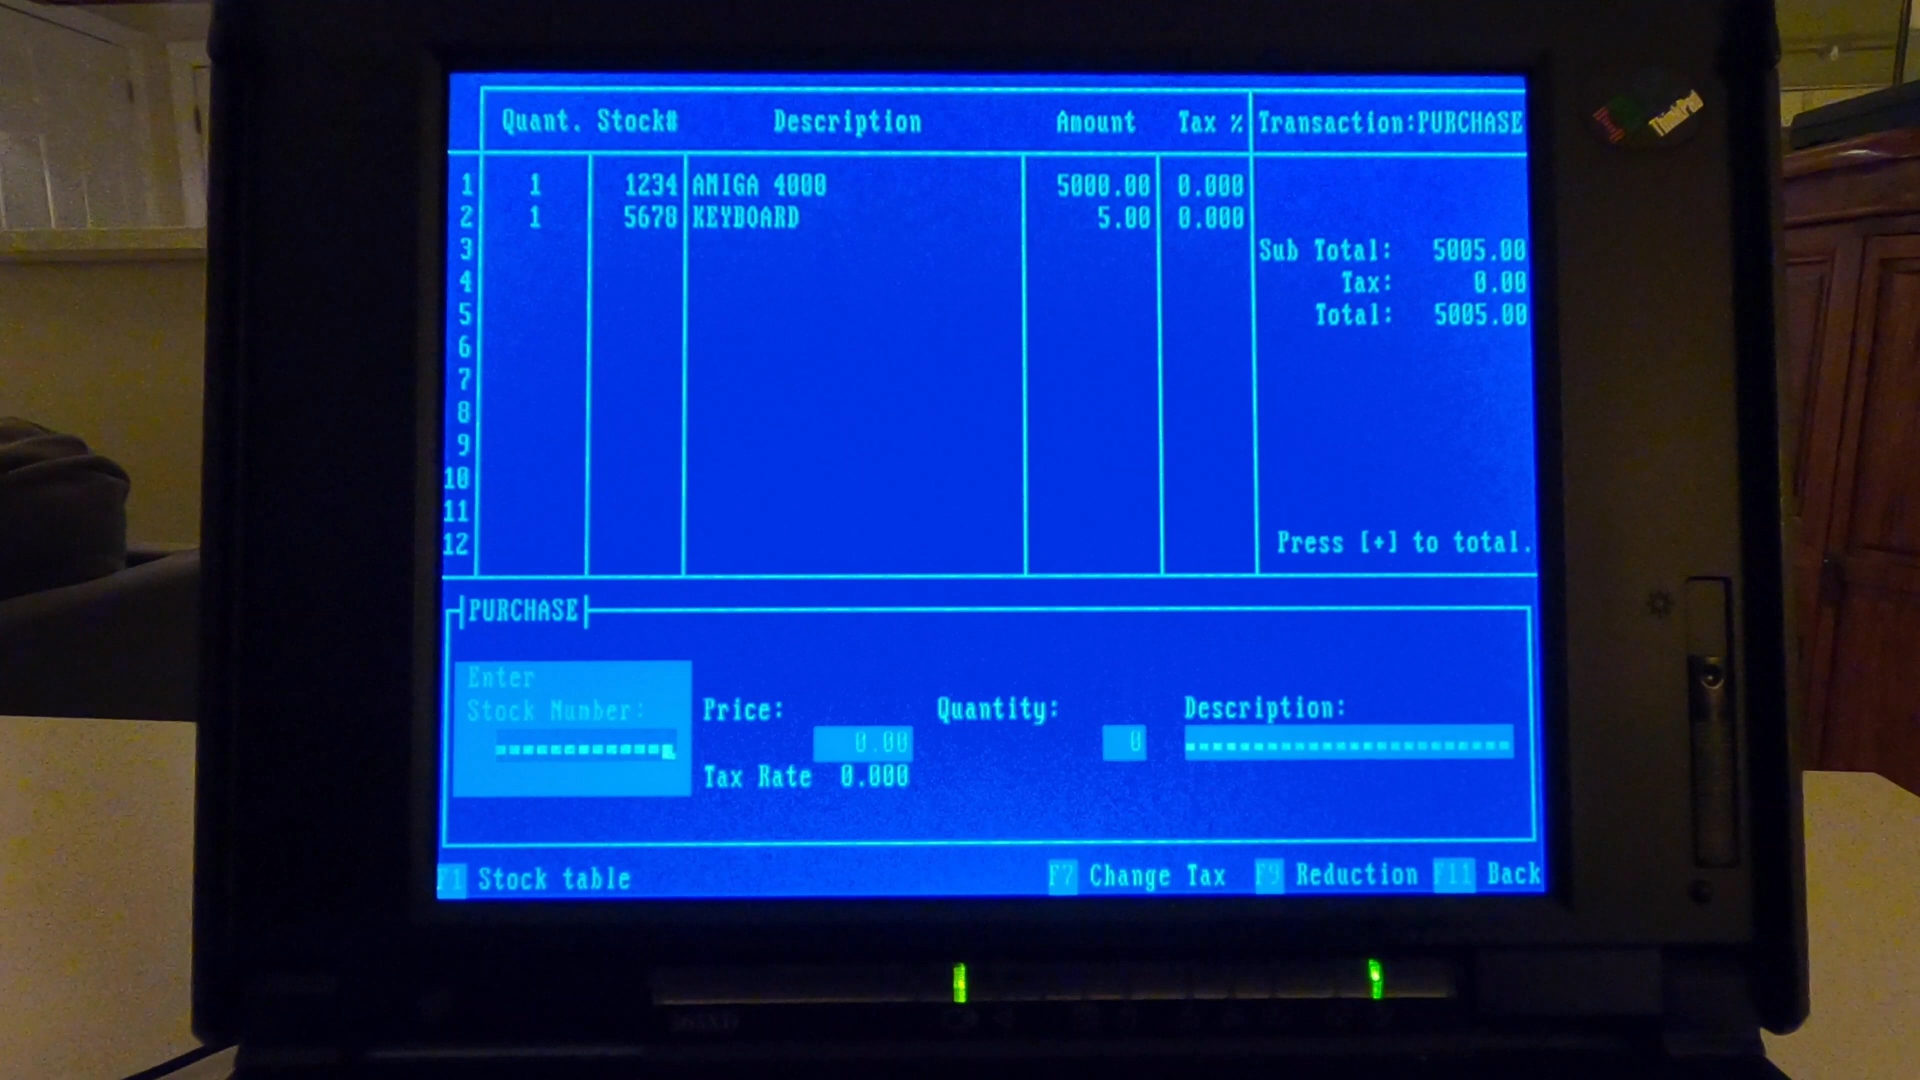 Quant. Stock# Description Amount Tax % Transaction:PURCHASE
1 1 1234 AMIGA 4000 5000.00 0.000
2 1 5678 KEYBOARD 5.00 0.000
3 Sub Total: 5005.00
4 Tax: 0.00
5 Total: 5005.00
6
7
8
9
10
11
12 Press [+] to total.
PURCHASE
Enter
Stock Number: Price: Quantity: Description:
0.00 0
Tax Rate 0.000
F1 Stock table F7 Change Tax F9 Reduction F11 Back
ThinkPad